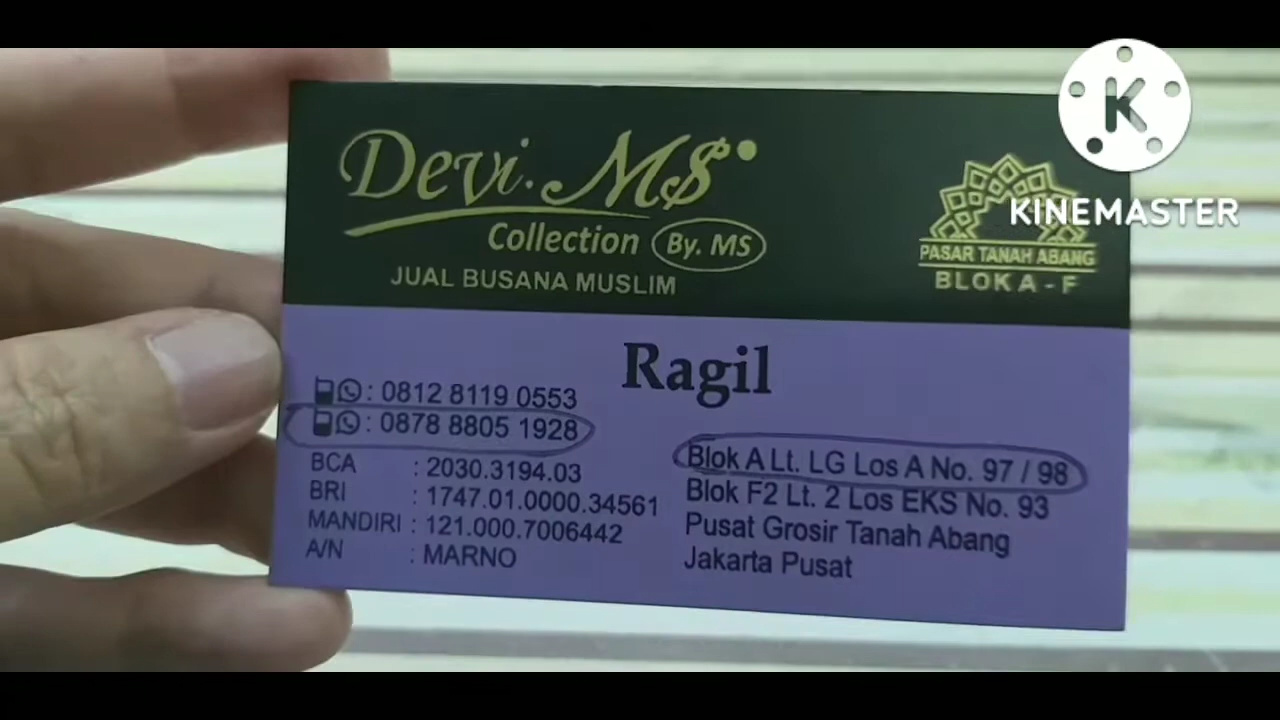 Devi. M$
Collection By. MS
JUAL BUSANA MUSLIM
KINEMASTER
PASAR TANAH ABANG
BLOK A - F
Ragil
: 0812 8119 0553
: 0878 8805 1928
BCA : 2030.3194.03
BRI : 1747.01.0000.34561
MANDIRI : 121.000.7006442
A/N : MARNO
Blok A Lt. LG Los A No. 97 / 98
Blok F2 Lt. 2 Los EKS No. 93
Pusat Grosir Tanah Abang
Jakarta Pusat